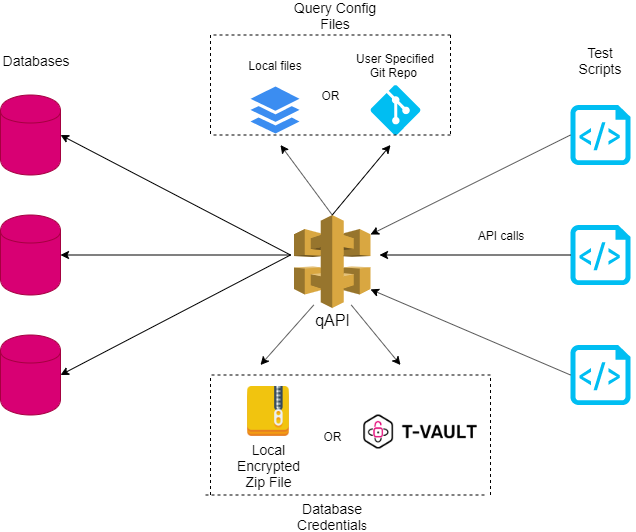 Query Config
Files
Databases
Local files
OR
User Specified
Git Repo
Test
Scripts
API calls
qAPI
Local
Encrypted
Zip File
OR
T-VAULT
Database
Credentials